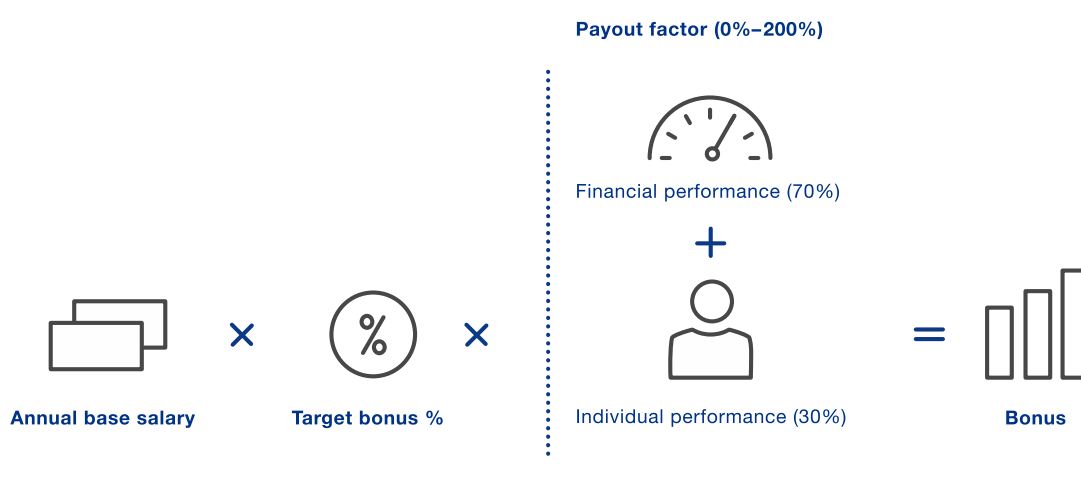 Payout factor (0%–200%)
Financial performance (70%)
+
%
× × =
Annual base salary Target bonus % Individual performance (30%) Bonus